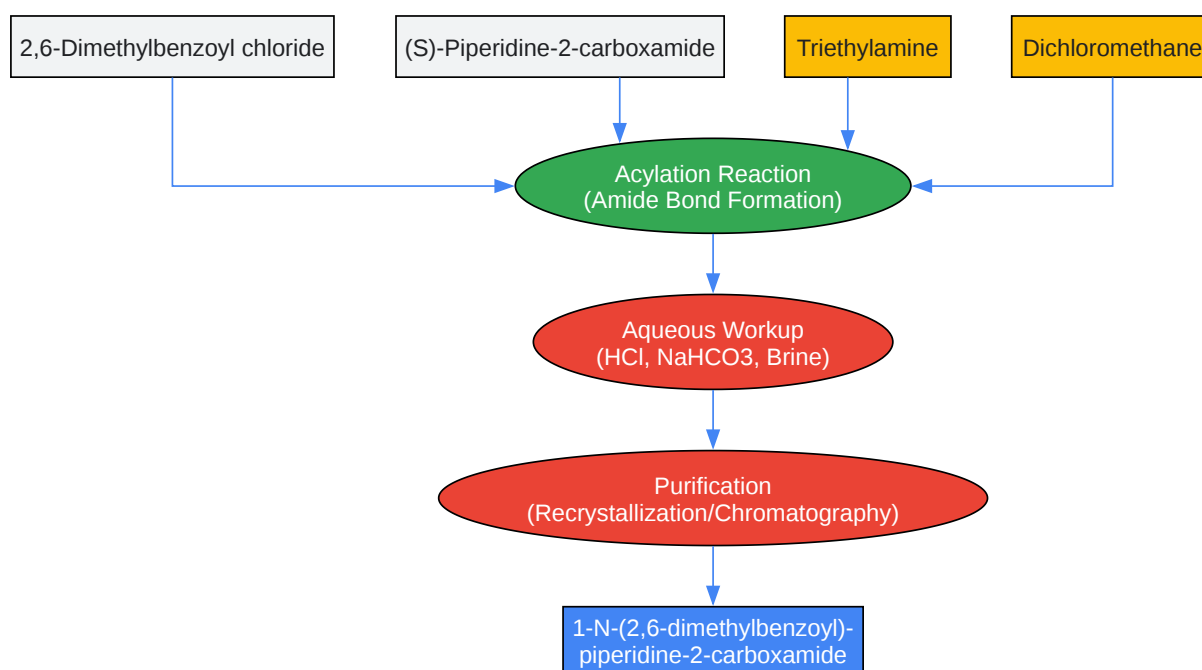 2,6-Dimethylbenzoyl chloride
(S)-Piperidine-2-carboxamide
Triethylamine
Dichloromethane
Acylation Reaction
(Amide Bond Formation)
Aqueous Workup
(HCl, NaHCO3, Brine)
Purification
(Recrystallization/Chromatography)
1-N-(2,6-dimethylbenzoyl)-
piperidine-2-carboxamide